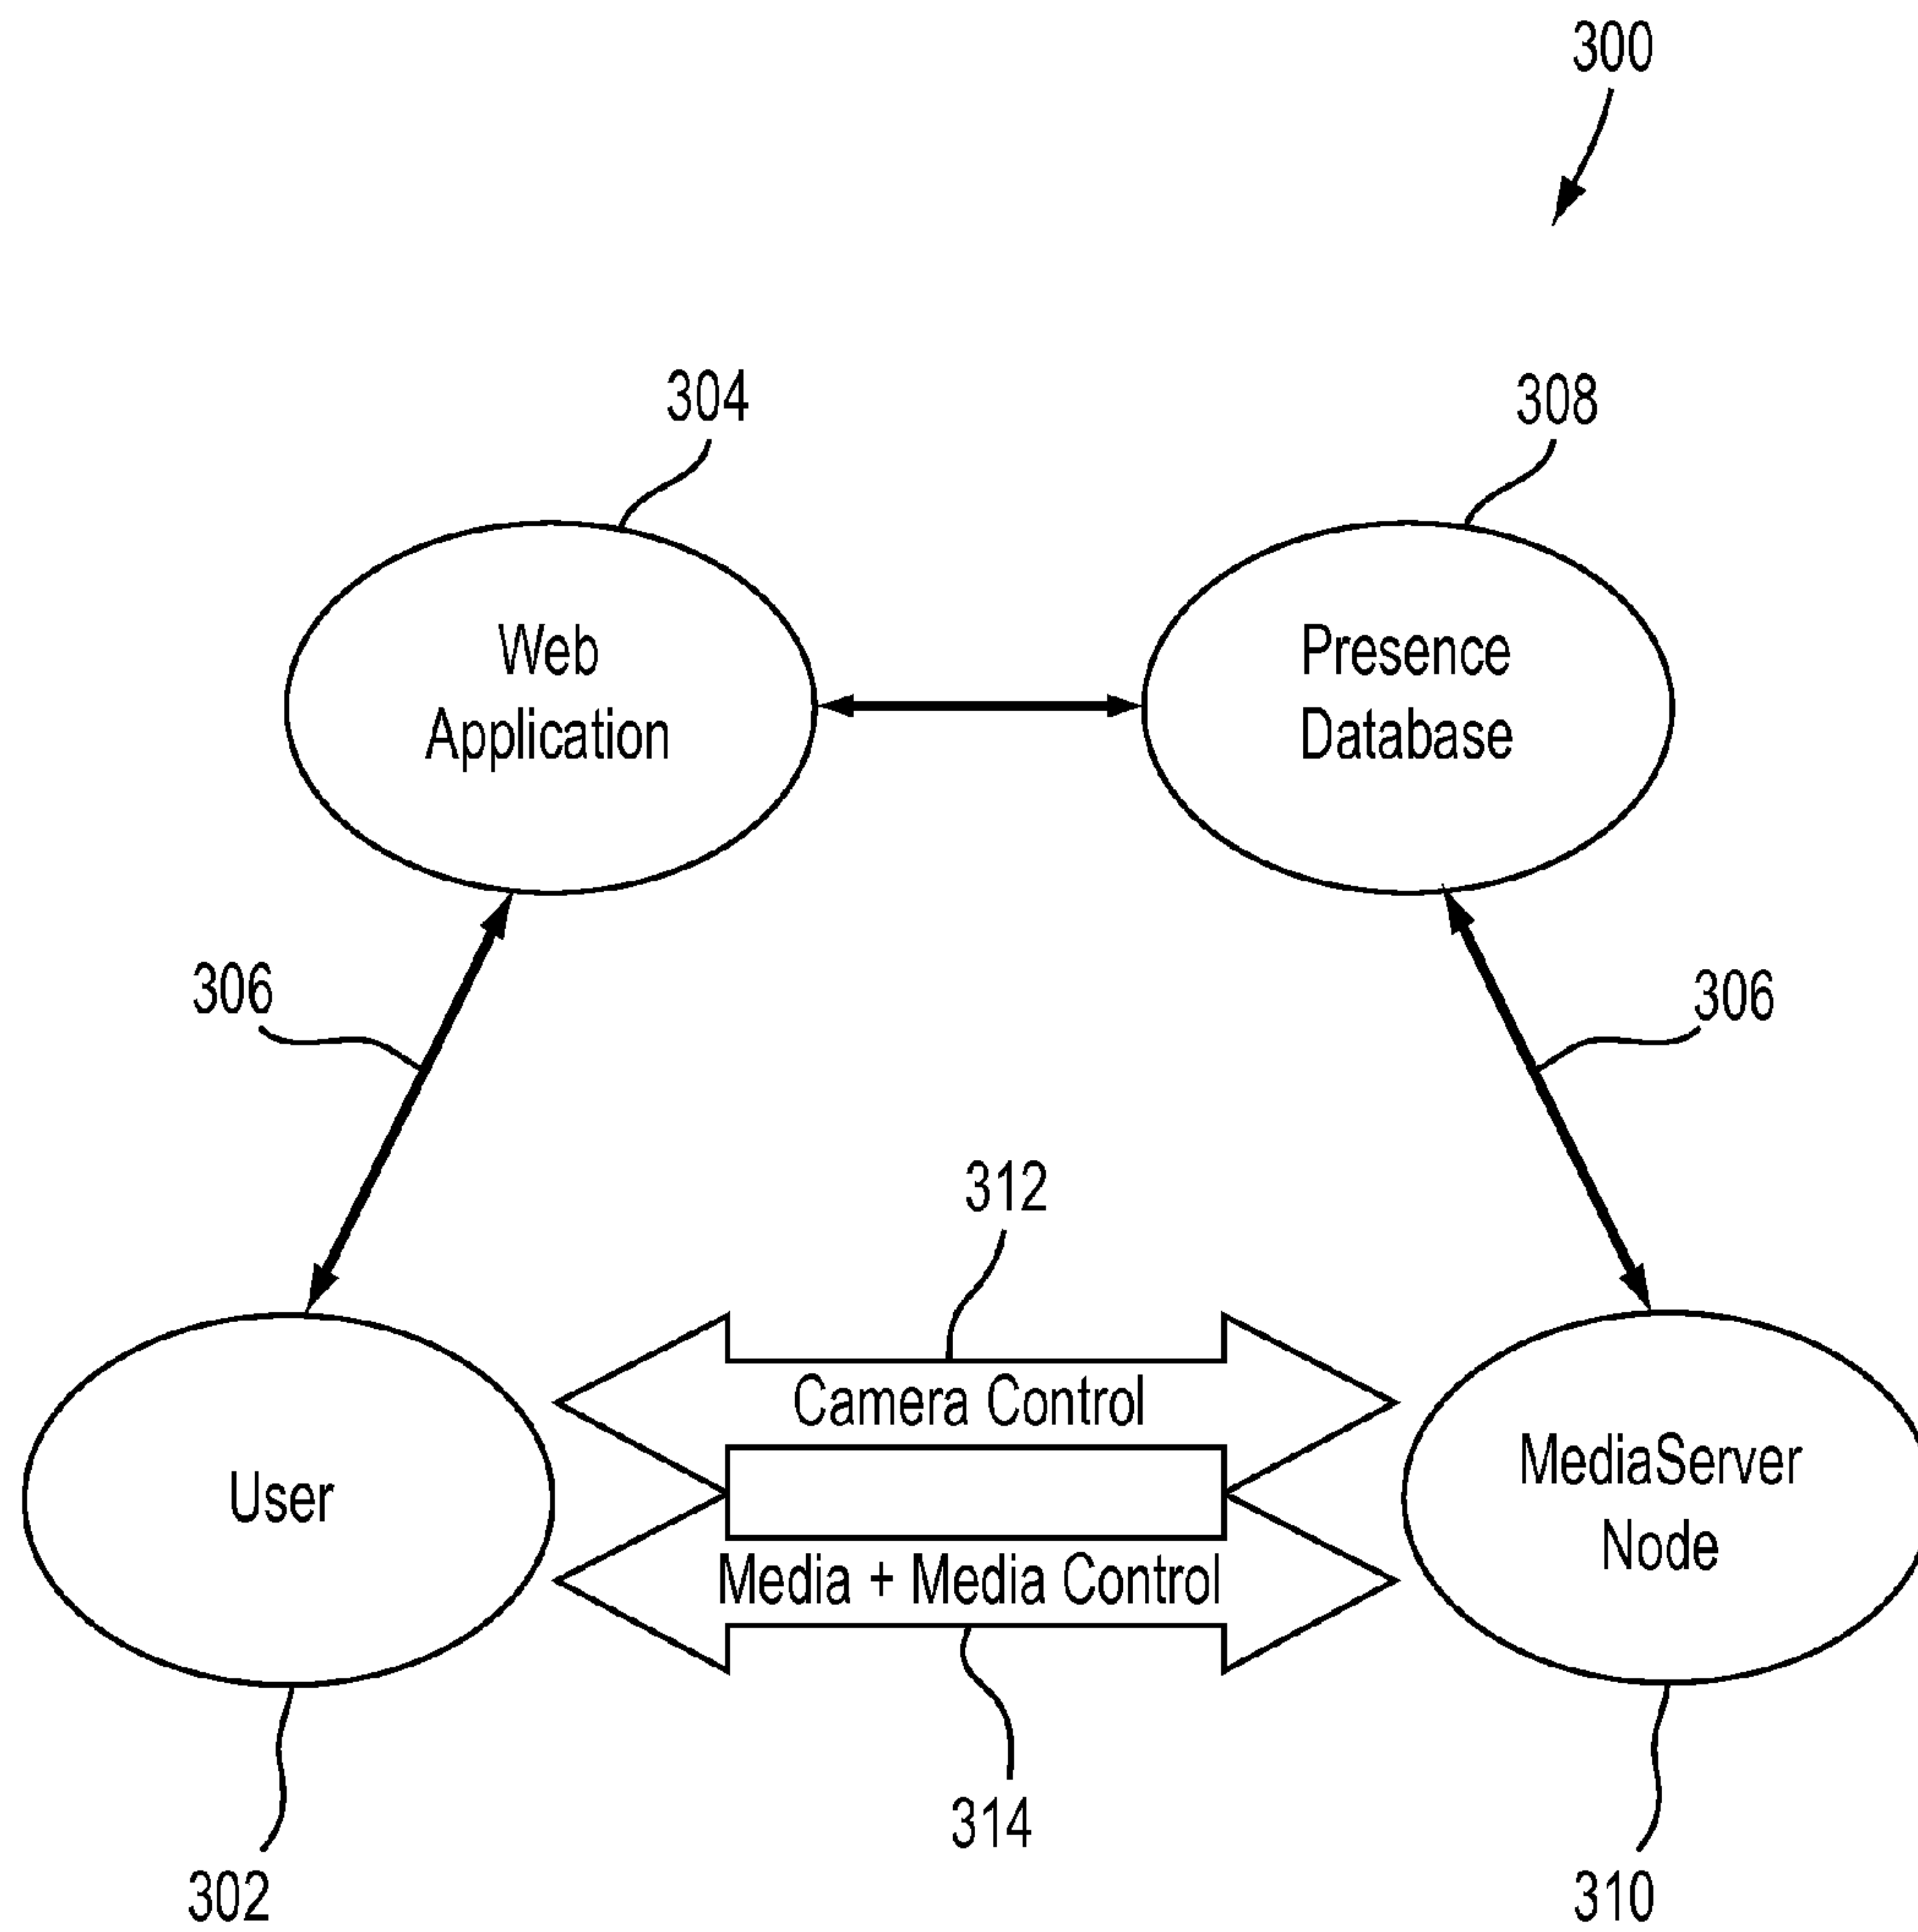 300
304
308
Web
Application
Presence
Database
306
306
312
Camera Control
User
MediaServer
Node
Media + Media Control
314
302
310